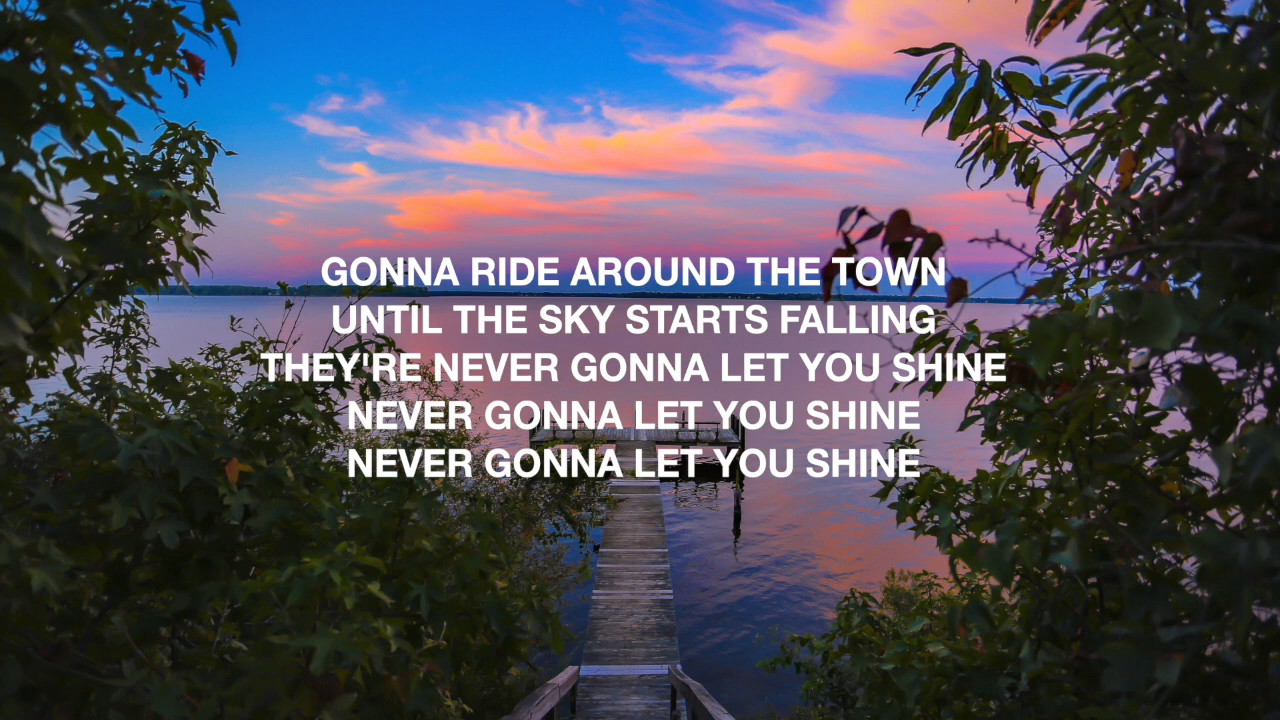 GONNA RIDE AROUND THE TOWN
UNTIL THE SKY STARTS FALLING
THEY'RE NEVER GONNA LET YOU SHINE
NEVER GONNA LET YOU SHINE
NEVER GONNA LET YOU SHINE